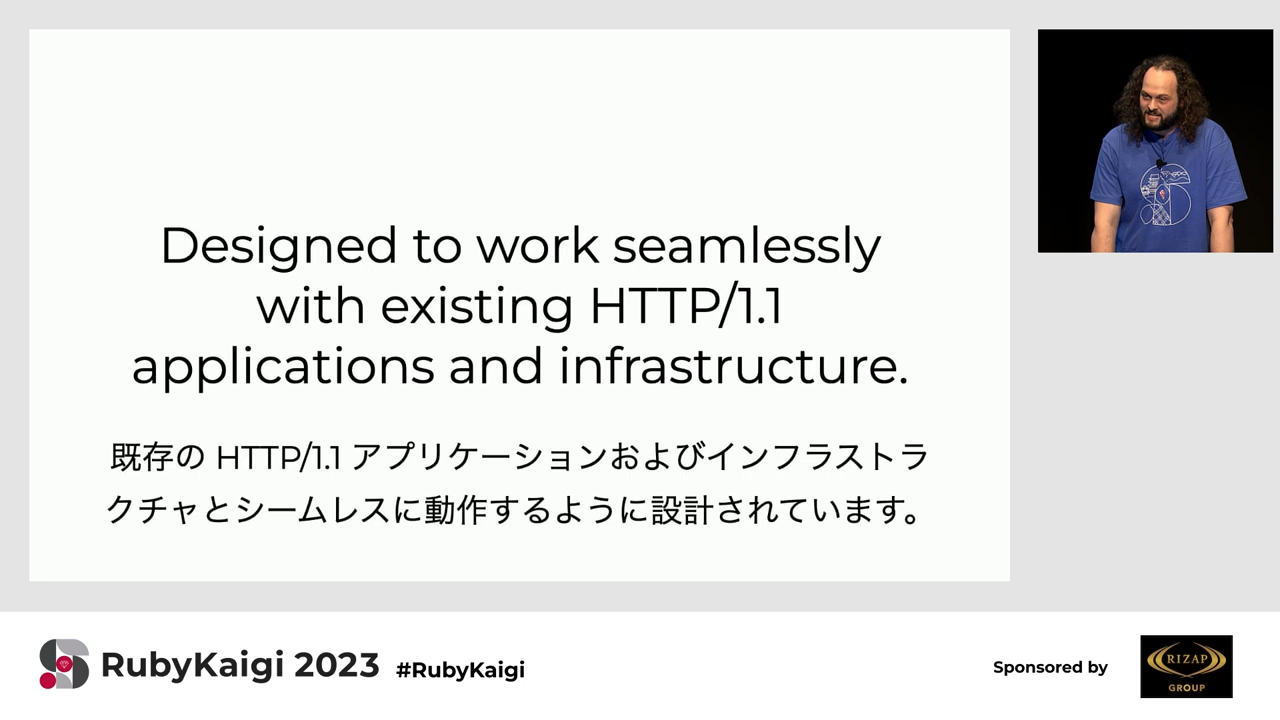 Designed to work seamlessly
with existing HTTP/1.1
applications and infrastructure.
既存の HTTP/1.1 アプリケーションおよびインフラストラ
クチャとシームレスに動作するように設計されています。
RubyKaigi 2023 #RubyKaigi
Sponsored by
RIZAP
GROUP